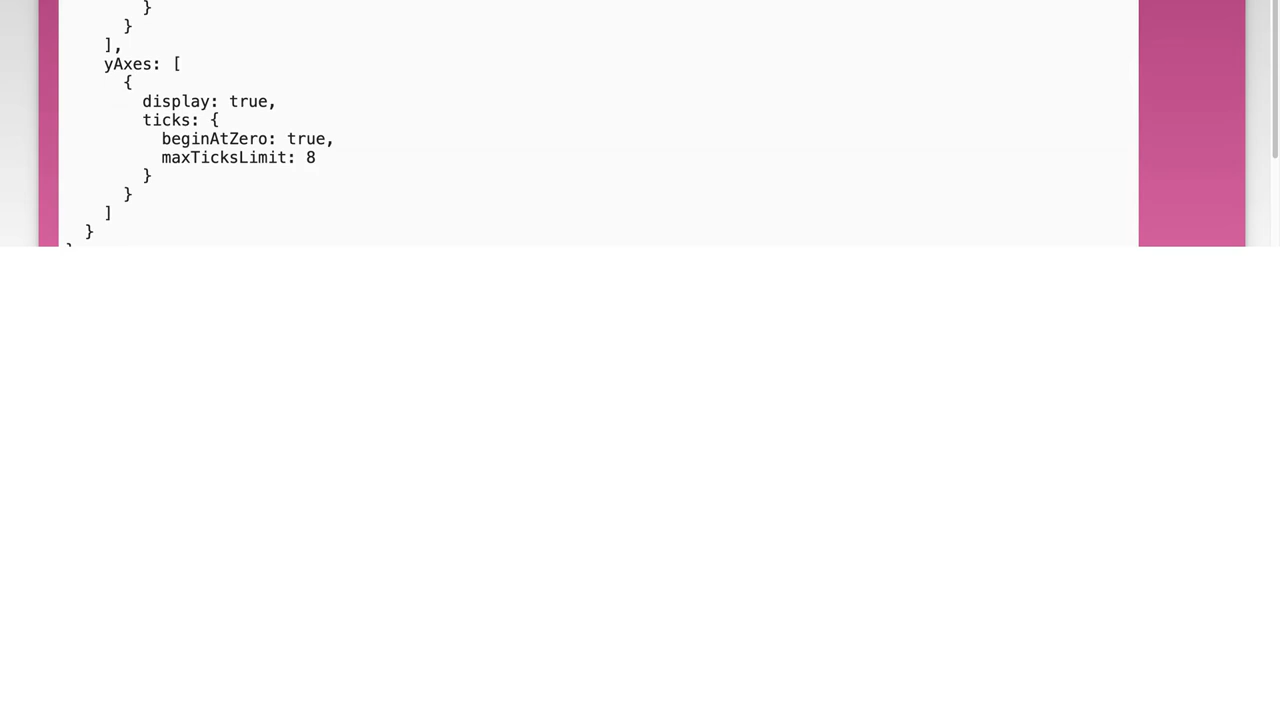 }
}
],
yAxes: [
{
display: true,
ticks: {
beginAtZero: true,
maxTicksLimit: 8
}
}
]
}
}